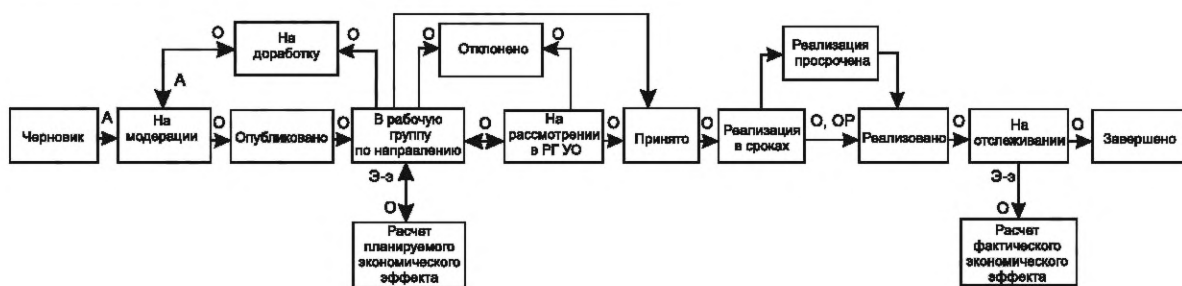 На
доработку
Отклонено
Реализация
просрочена
О
О
О
О
А
Черновик
А
На
модерации
О
Опубликовано
О
В рабочую
группу
по направлению
О
На
рассмотрении
в РГ УО
О
Принято
О
Реализация
в сроках
О, ОР
Реализовано
О
На
отслеживании
О
Завершено
Э-э
О
Э-э
О
Расчет
планируемого
экономического
эффекта
Расчет
фактического
экономического
эффекта